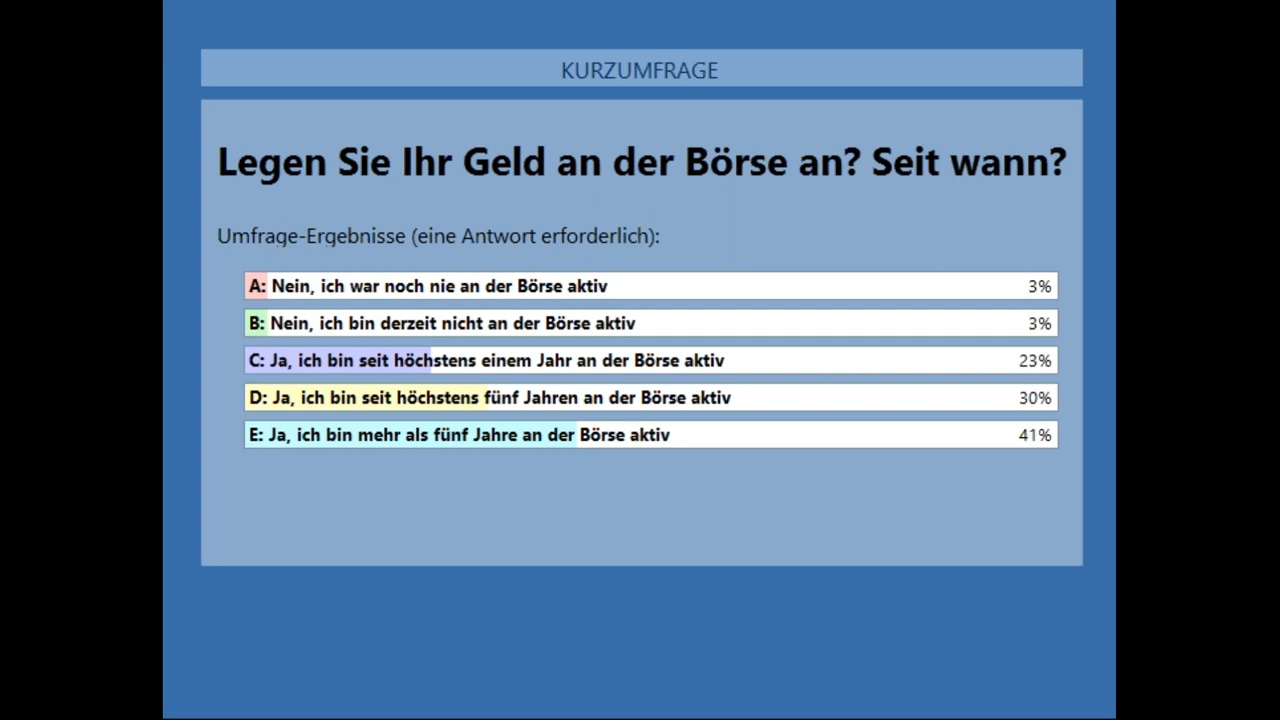 KURZUMFRAGE
Legen Sie Ihr Geld an der Börse an? Seit wann?
Umfrage-Ergebnisse (eine Antwort erforderlich):
A: Nein, ich war noch nie an der Börse aktiv 3%
B: Nein, ich bin derzeit nicht an der Börse aktiv 3%
C: Ja, ich bin seit höchstens einem Jahr an der Börse aktiv 23%
D: Ja, ich bin seit höchstens fünf Jahren an der Börse aktiv 30%
E: Ja, ich bin mehr als fünf Jahre an der Börse aktiv 41%